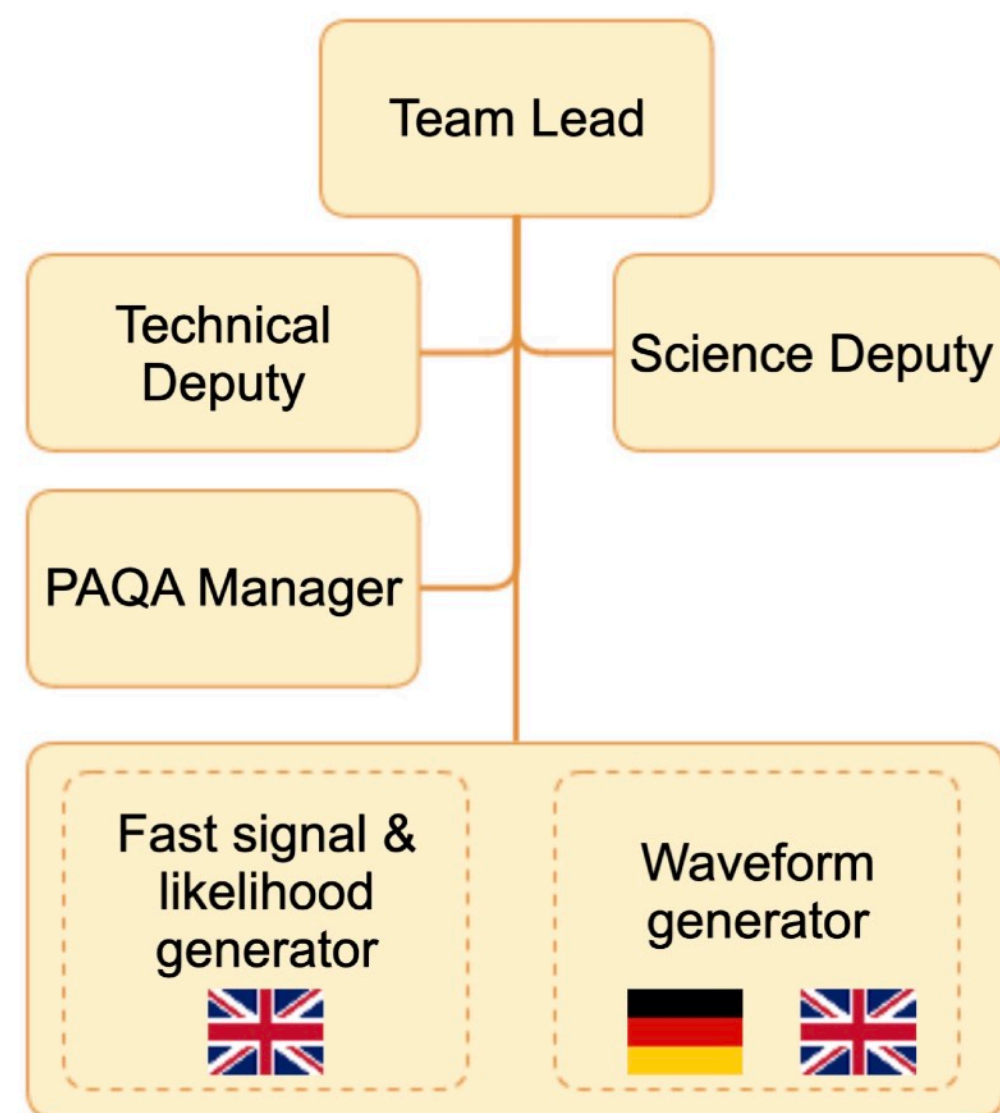 Team Lead
Technical
Deputy
Science Deputy
PAQA Manager
Fast signal &
likelihood
generator
Waveform
generator